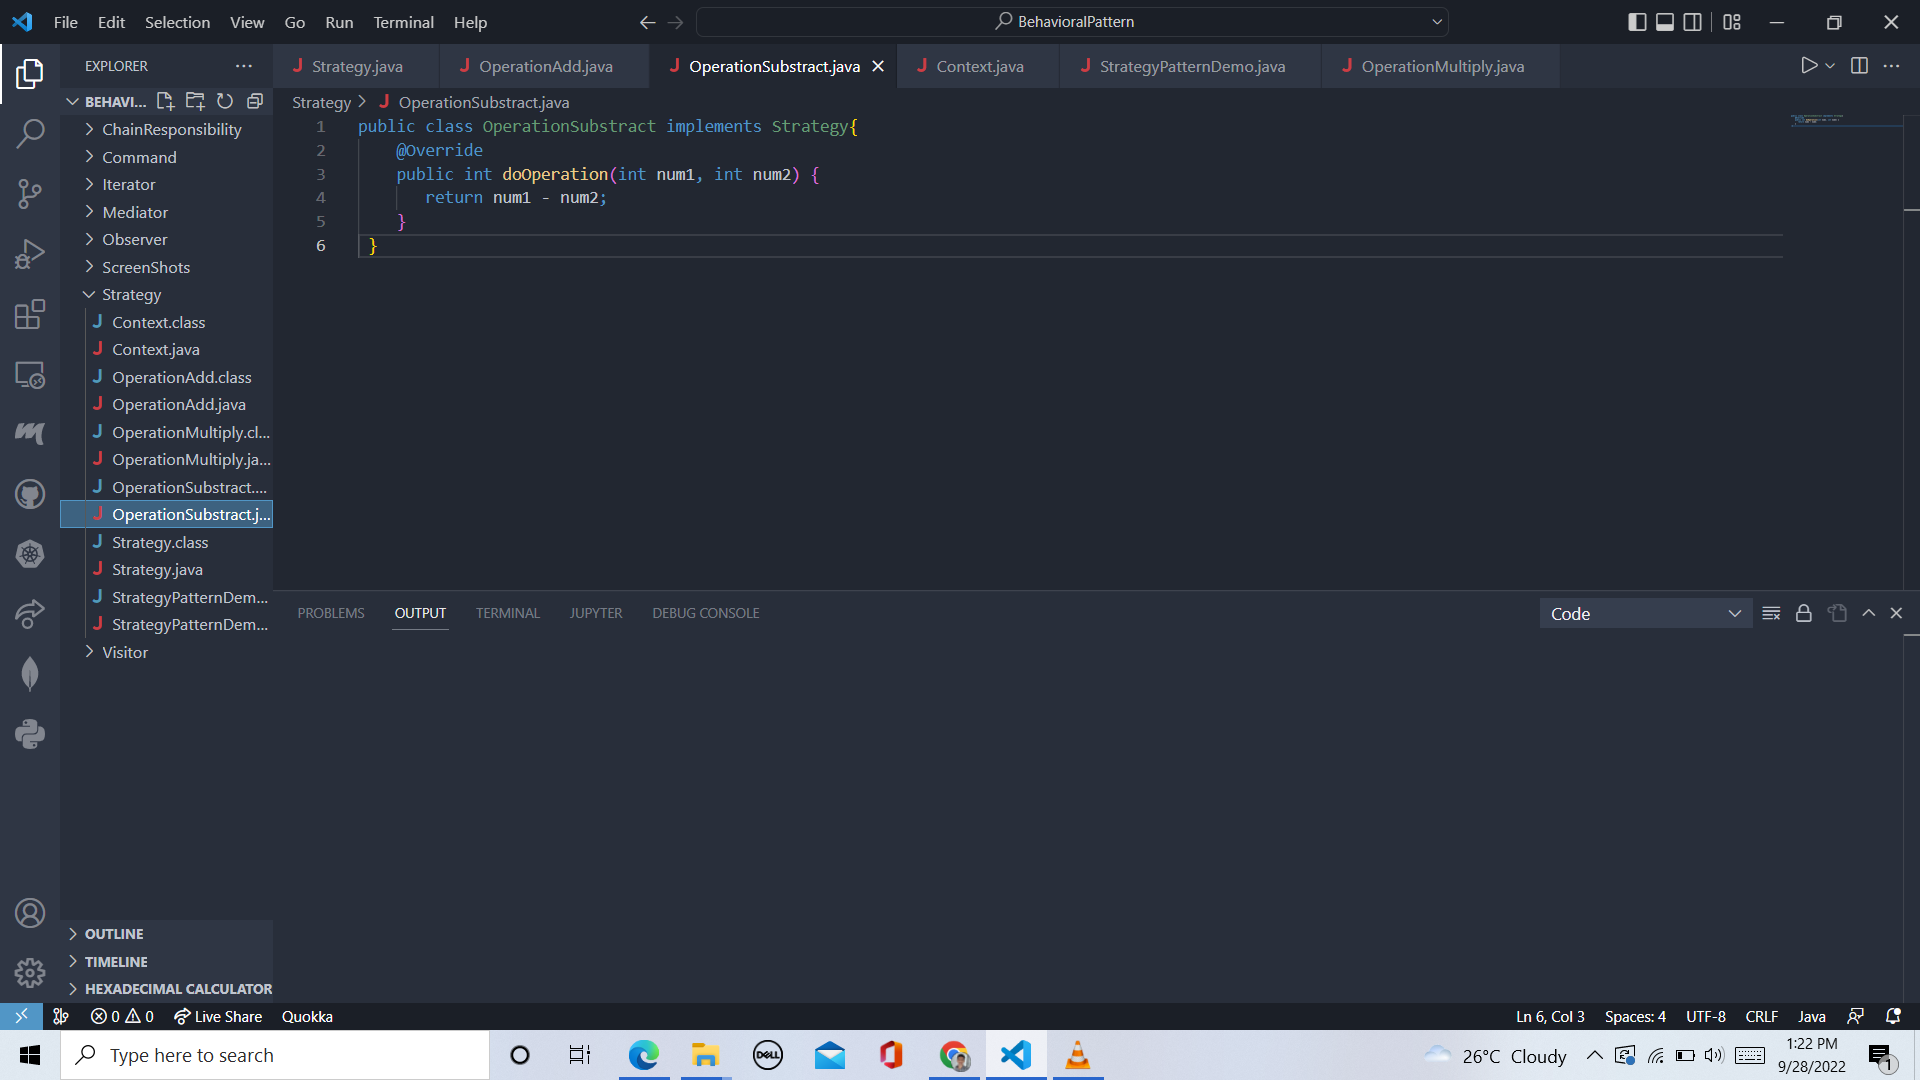 File Edit Selection View Go Run Terminal Help
BehavioralPattern
EXPLORER
Strategy.java
OperationAdd.java
OperationSubstract.java
Context.java
StrategyPatternDemo.java
OperationMultiply.java
BEHAVI...
ChainResponsibility
Command
Iterator
Mediator
Observer
ScreenShots
Strategy
Context.class
Context.java
OperationAdd.class
OperationAdd.java
OperationMultiply.cl...
OperationMultiply.ja...
OperationSubstract....
OperationSubstract.j...
Strategy.class
Strategy.java
StrategyPatternDem...
StrategyPatternDem...
Visitor
OUTLINE
TIMELINE
HEXADECIMAL CALCULATOR
Strategy > OperationSubstract.java
1 public class OperationSubstract implements Strategy{
2 @Override
3 public int doOperation(int num1, int num2) {
4 return num1 - num2;
5 }
6 }
PROBLEMS OUTPUT TERMINAL JUPYTER DEBUG CONSOLE
Code
0 0 Live Share Quokka
Ln 6, Col 3 Spaces: 4 UTF-8 CRLF Java
Type here to search
DELL
26°C Cloudy
1:22 PM
9/28/2022
1